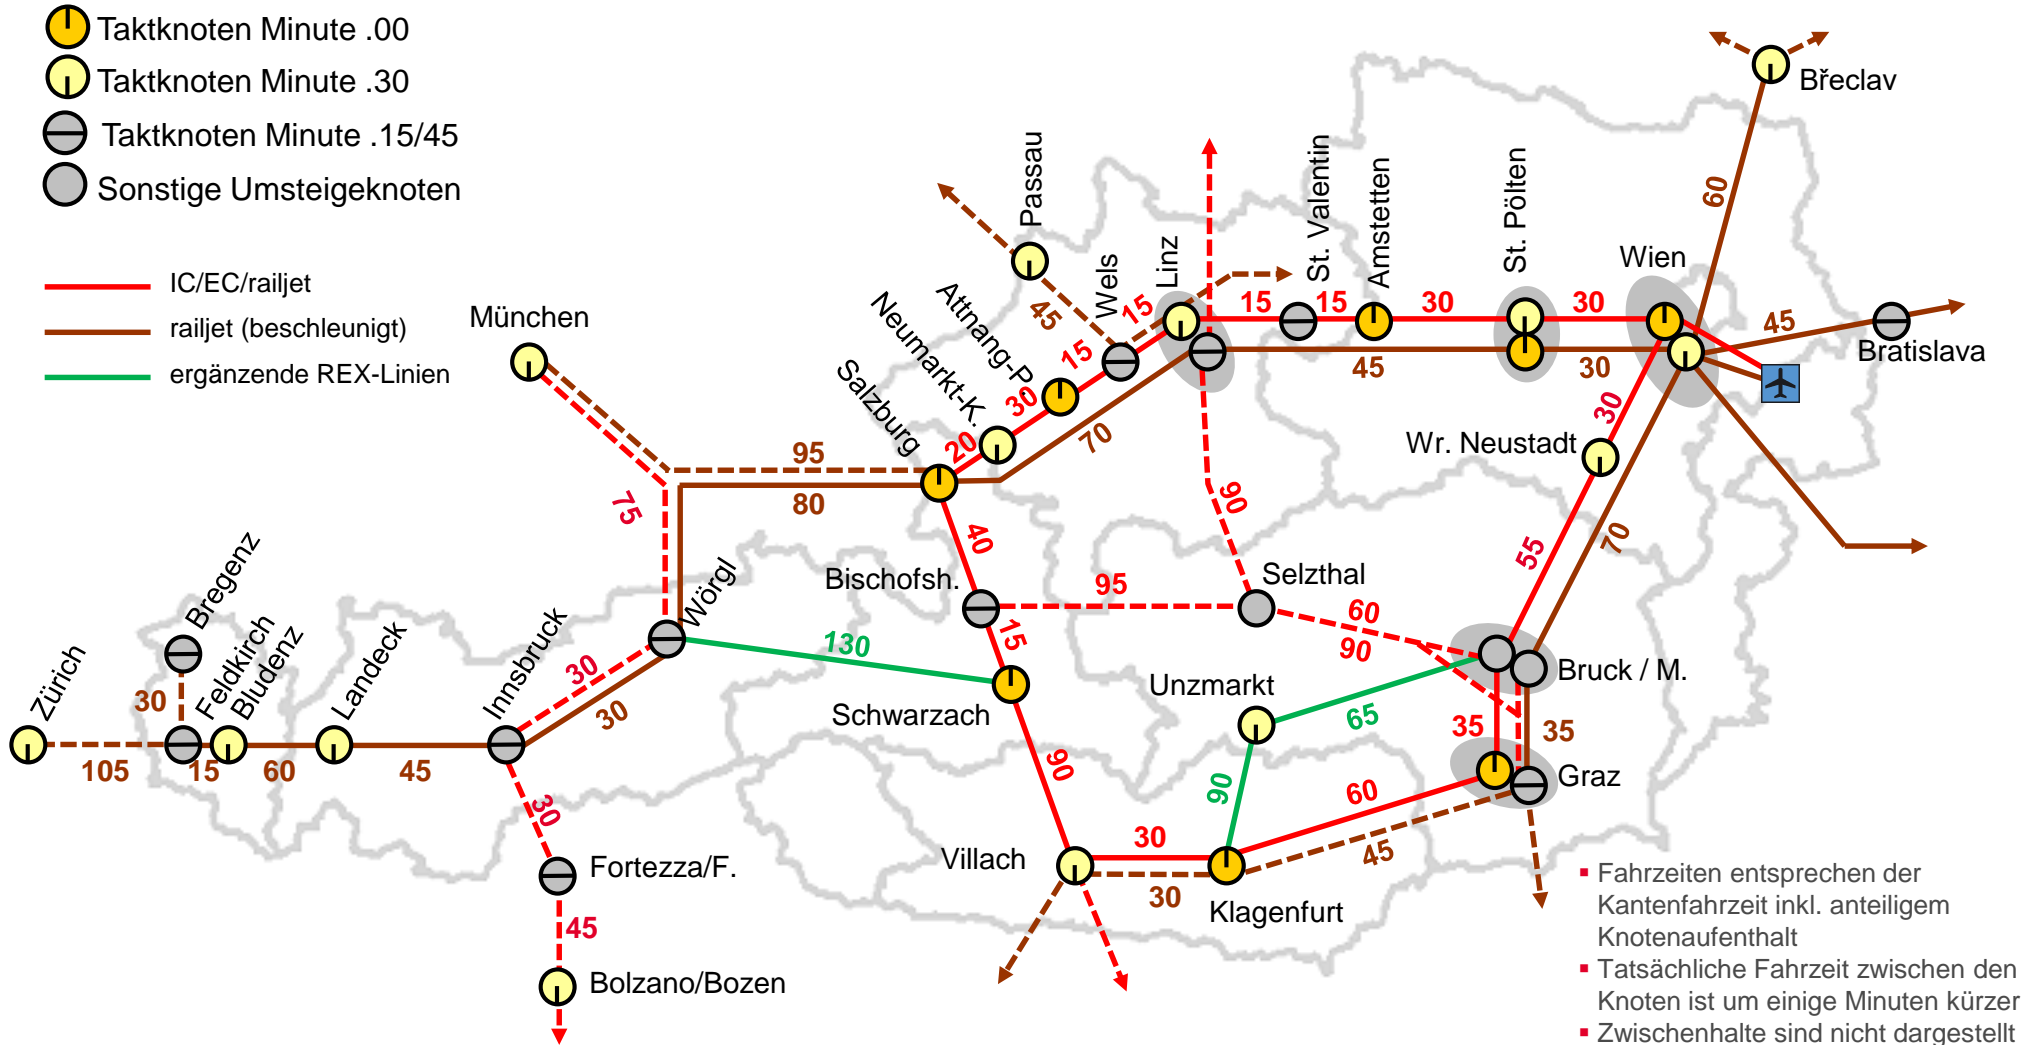 Taktknoten Minute .00
Taktknoten Minute .30
Taktknoten Minute .15/45
Sonstige Umsteigeknoten
IC/EC/railjet
railjet (beschleunigt)
ergänzende REX-Linien
Břeclav
60
Passau
45
Wels
15
Linz
15
St. Valentin
15
Amstetten
30
St. Pölten
30
Wien
45
Bratislava
45
30
München
Attnang-P.
15
Neumarkt-K.
30
Salzburg
20
70
95
80
75
90
30
Wr. Neustadt
55
70
40
Bischofsh.
95
Selzthal
60
90
15
Wörgl
130
Schwarzach
Unzmarkt
65
Bruck / M.
35
35
Graz
Zürich
105
Bregenz
30
Feldkirch
15
Bludenz
60
Landeck
45
Innsbruck
30
30
30
Fortezza/F.
45
Bolzano/Bozen
90
Villach
30
30
90
60
45
Klagenfurt
Fahrzeiten entsprechen der
Kantenfahrzeit inkl. anteiligem
Knotenaufenthalt
Tatsächliche Fahrzeit zwischen den
Knoten ist um einige Minuten kürzer
Zwischenhalte sind nicht dargestellt